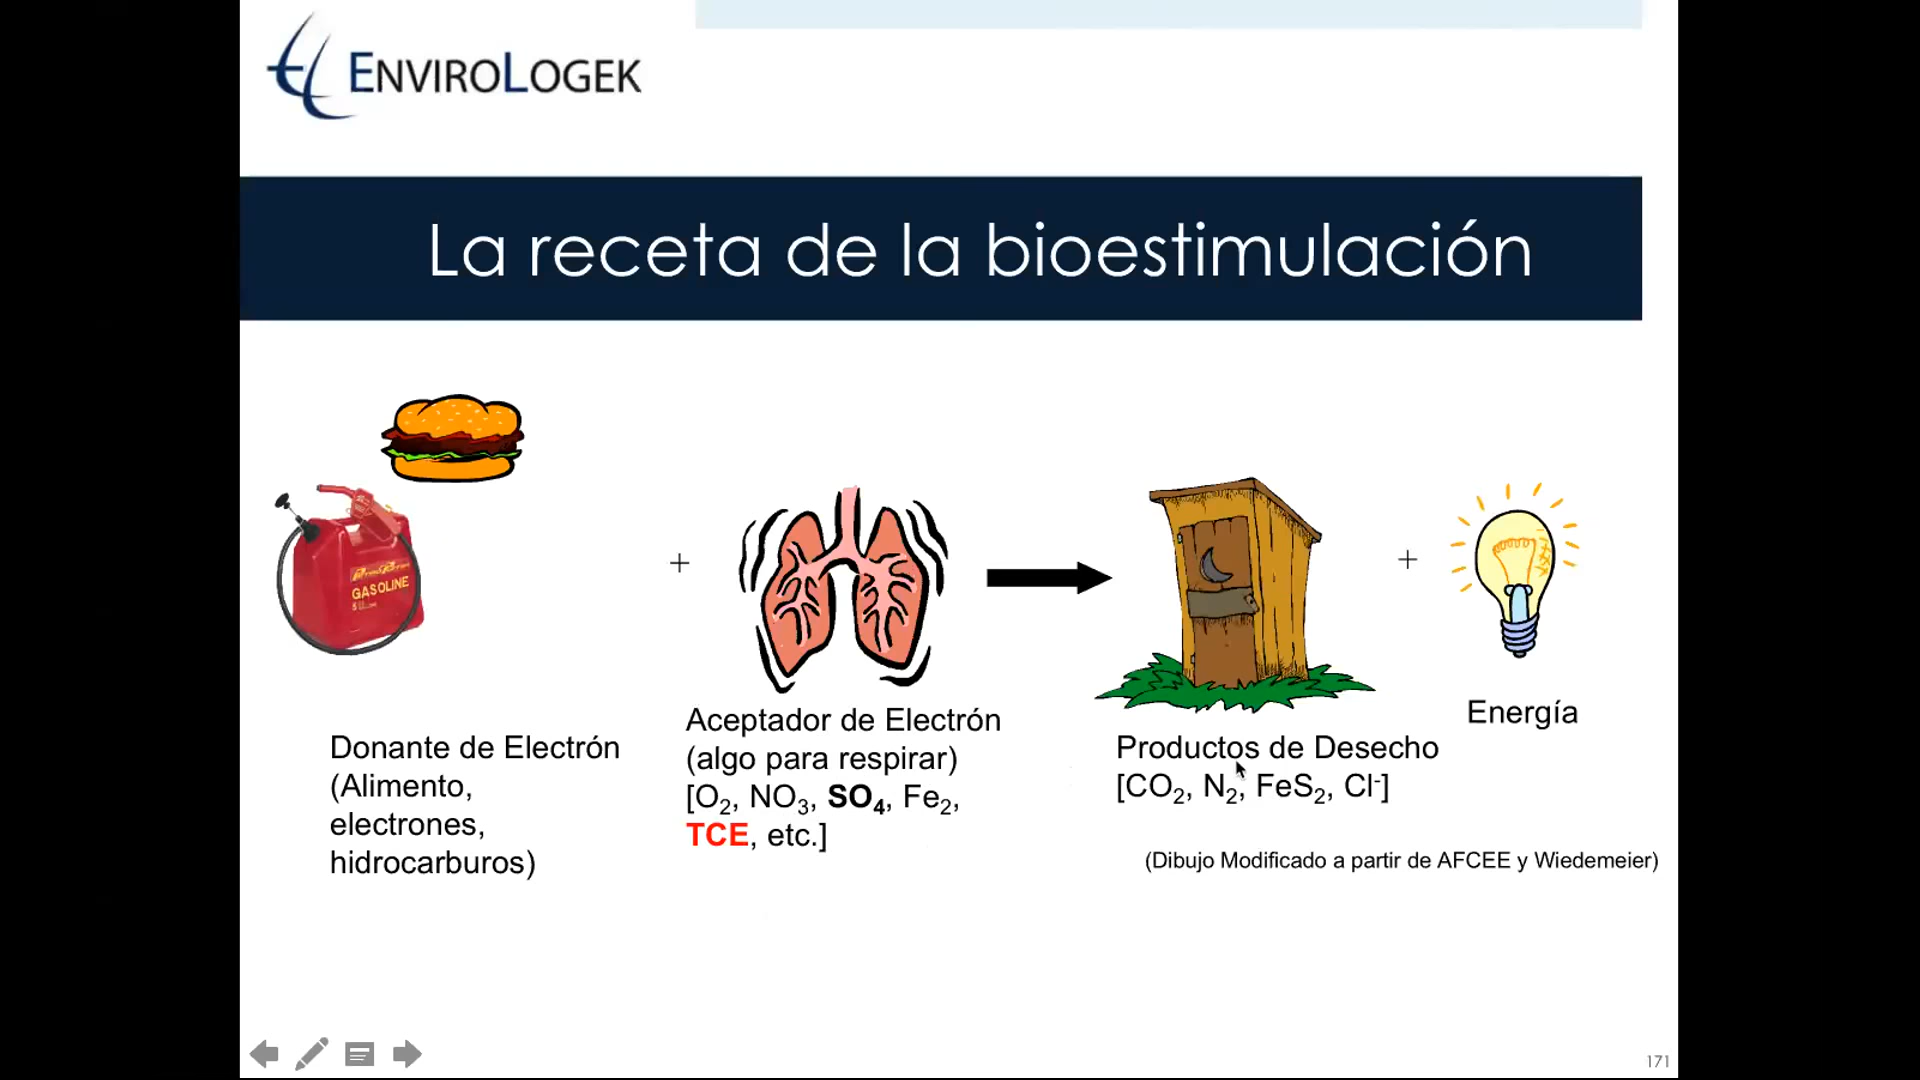 ENVIROLOGEK
La receta de la bioestimulación
GASOLINE
+
+
Donante de Electrón
(Alimento,
electrones,
hidrocarburos)
Aceptador de Electrón
(algo para respirar)
[O₂, NO₃, SO₄, Fe₂,
TCE, etc.]
Productos de Desecho
[CO₂, N₂, FeS₂, Cl⁻]
Energía
(Dibujo Modificado a partir de AFCEE y Wiedemeier)
171